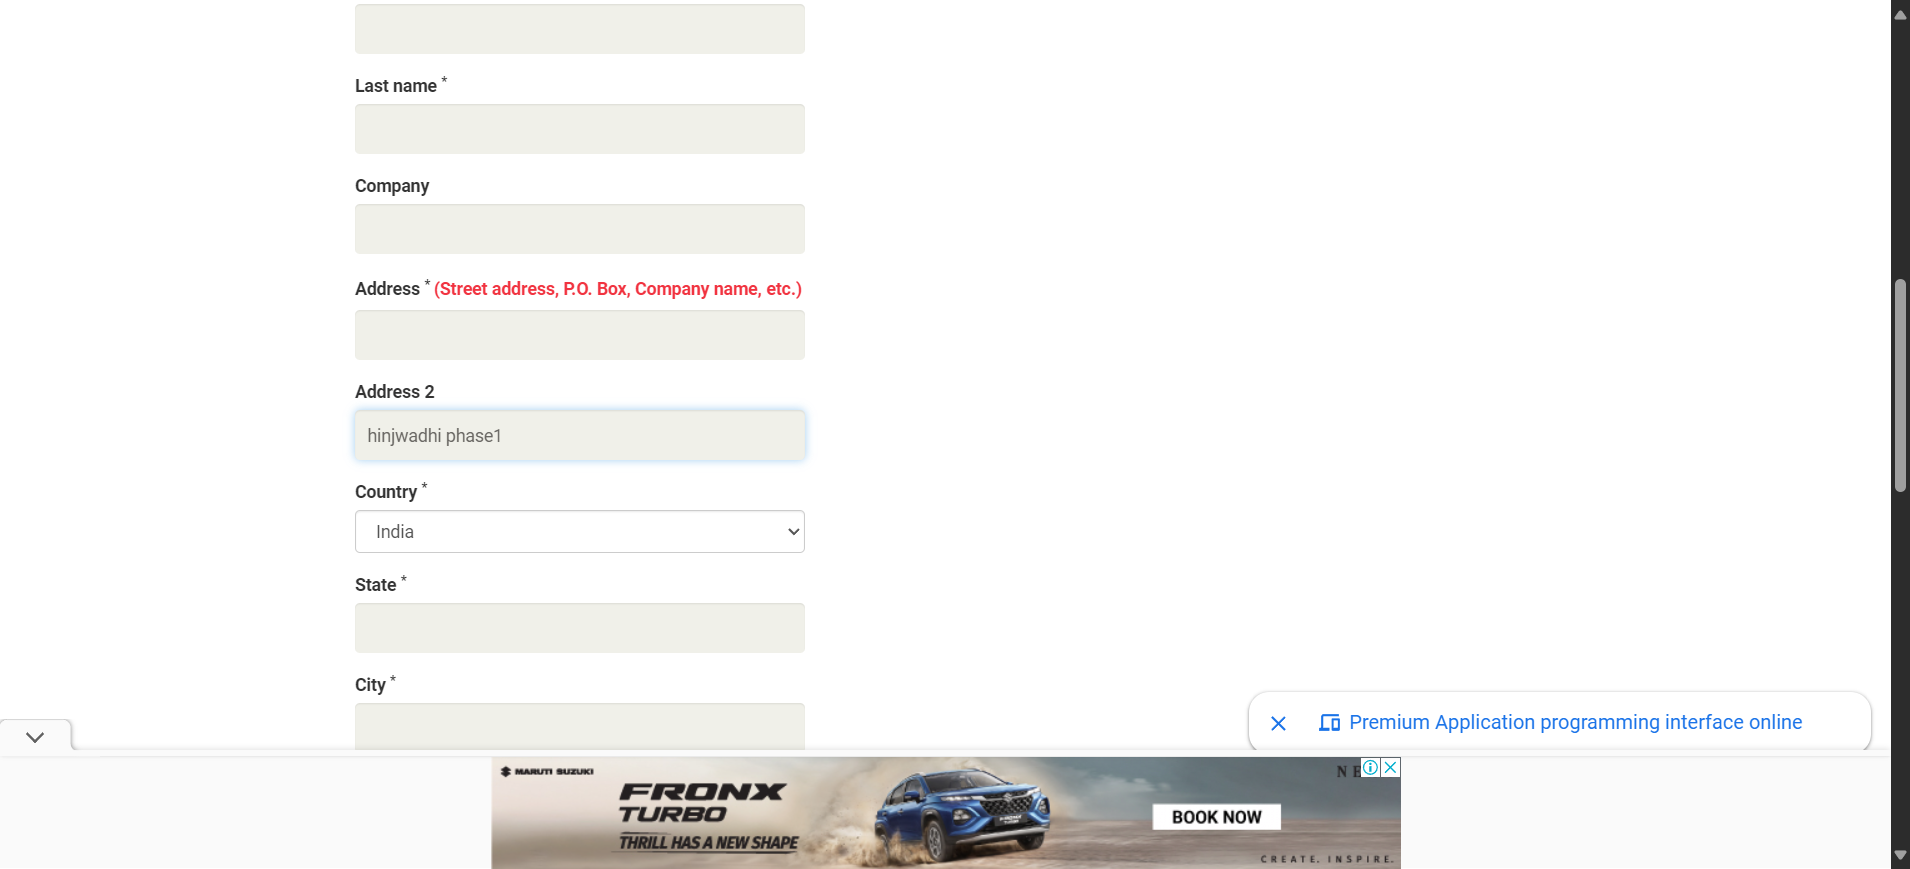 Last name *
Company
Address * (Street address, P.O. Box, Company name, etc.)
Address 2
hinjwadhi phase1
Country *
India
State *
City *
Premium Application programming interface online
MARUTI SUZUKI
FRONX
TURBO
THRILL HAS A NEW SHAPE
BOOK NOW
CREATE. INSPIRE.